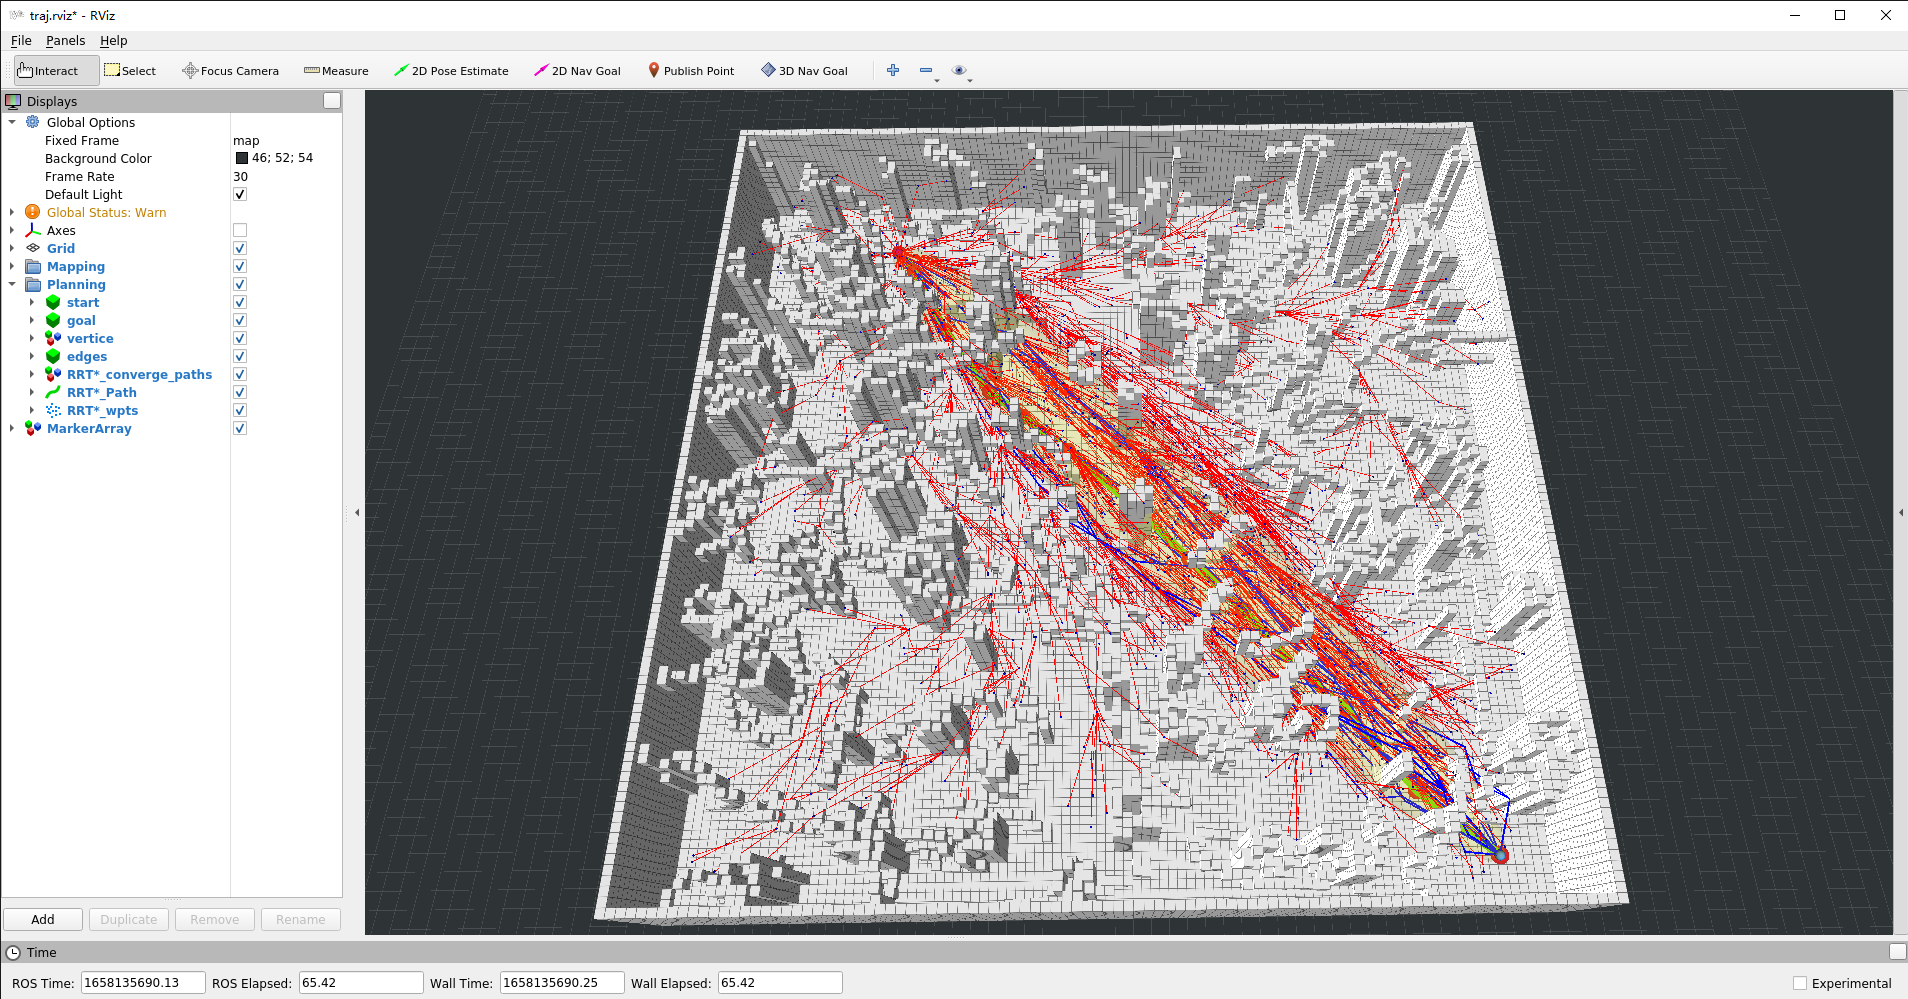 traj.rviz* - RViz
File Panels Help
Interact Select Focus Camera Measure 2D Pose Estimate 2D Nav Goal Publish Point 3D Nav Goal
Displays
Global Options
Fixed Frame map
Background Color 46; 52; 54
Frame Rate 30
Default Light
Global Status: Warn
Axes
Grid
Mapping
Planning
start
goal
vertice
edges
RRT*_converge_paths
RRT*_Path
RRT*_wpts
MarkerArray
Add Duplicate Remove Rename
Time
ROS Time: 1658135690.13 ROS Elapsed: 65.42 Wall Time: 1658135690.25 Wall Elapsed: 65.42 Experimental